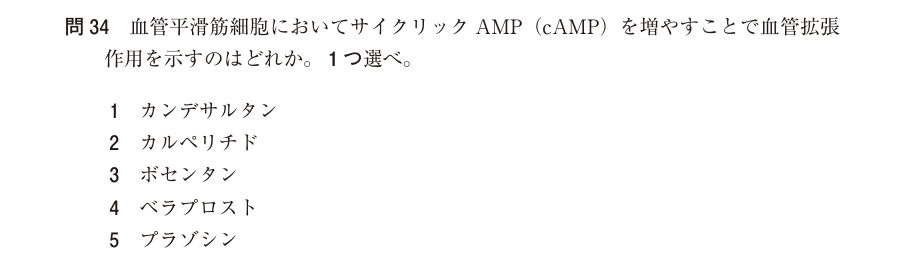 問 34 血管平滑筋細胞においてサイクリック AMP（cAMP）を増やすことで血管拡張
作用を示すのはどれか。1つ選べ。
1 カンデサルタン
2 カルペリチド
3 ボセンタン
4 ベラプロスト
5 プラゾシン